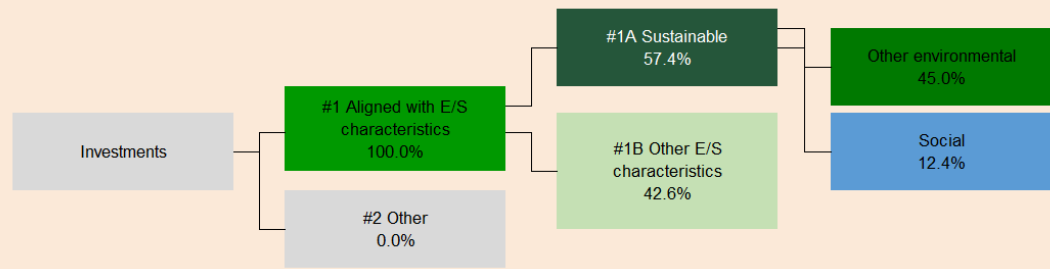 Investments
#1 Aligned with E/S
characteristics
100.0%
#2 Other
0.0%
#1A Sustainable
57.4%
#1B Other E/S
characteristics
42.6%
Other environmental
45.0%
Social
12.4%